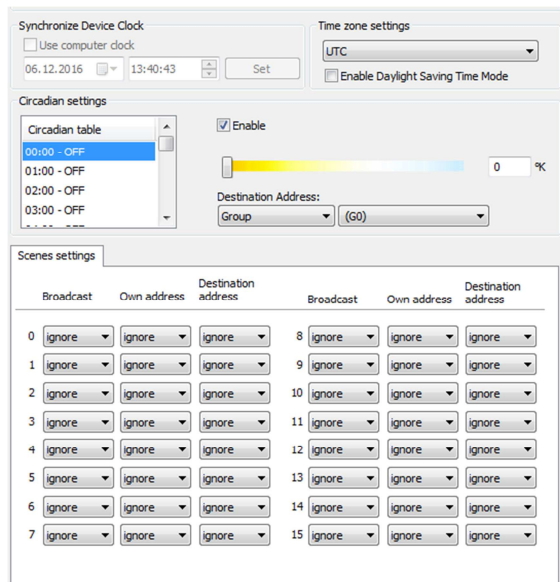 Synchronize Device Clock
Use computer clock
06.12.2016 13:40:43 Set
Time zone settings
UTC
Enable Daylight Saving Time Mode
Circadian settings
Circadian table
00:00 - OFF
01:00 - OFF
02:00 - OFF
03:00 - OFF
Enable
0 °K
Destination Address:
Group (G0)
Scenes settings
Broadcast Own address Destination address Broadcast Own address Destination address
0 ignore ignore ignore 8 ignore ignore ignore
1 ignore ignore ignore 9 ignore ignore ignore
2 ignore ignore ignore 10 ignore ignore ignore
3 ignore ignore ignore 11 ignore ignore ignore
4 ignore ignore ignore 12 ignore ignore ignore
5 ignore ignore ignore 13 ignore ignore ignore
6 ignore ignore ignore 14 ignore ignore ignore
7 ignore ignore ignore 15 ignore ignore ignore